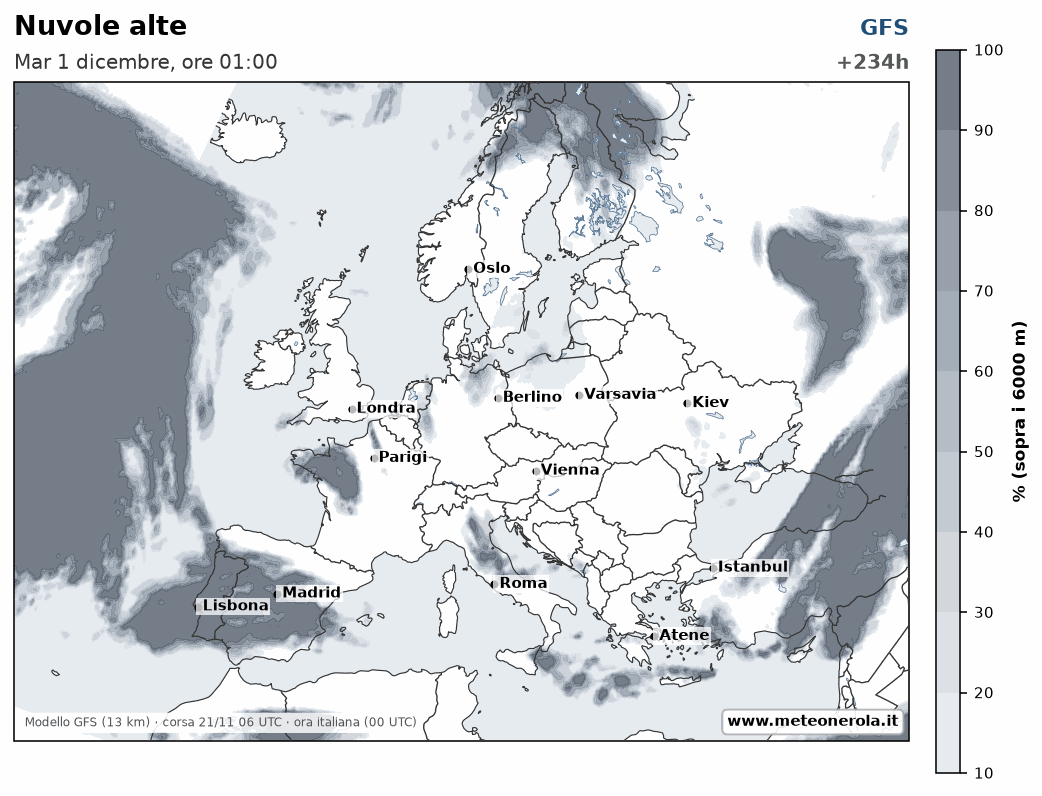 Nuvole alte
GFS
Mar 1 dicembre, ore 01:00
+234h
100
90
80
70
60
50
40
30
20
10
% (sopra i 6000 m)
Oslo
Berlino
Varsavia
Kiev
Londra
Parigi
Vienna
Istanbul
Roma
Madrid
Lisbona
Atene
Modello GFS (13 km) · corsa 21/11 06 UTC · ora italiana (00 UTC)
www.meteonerola.it